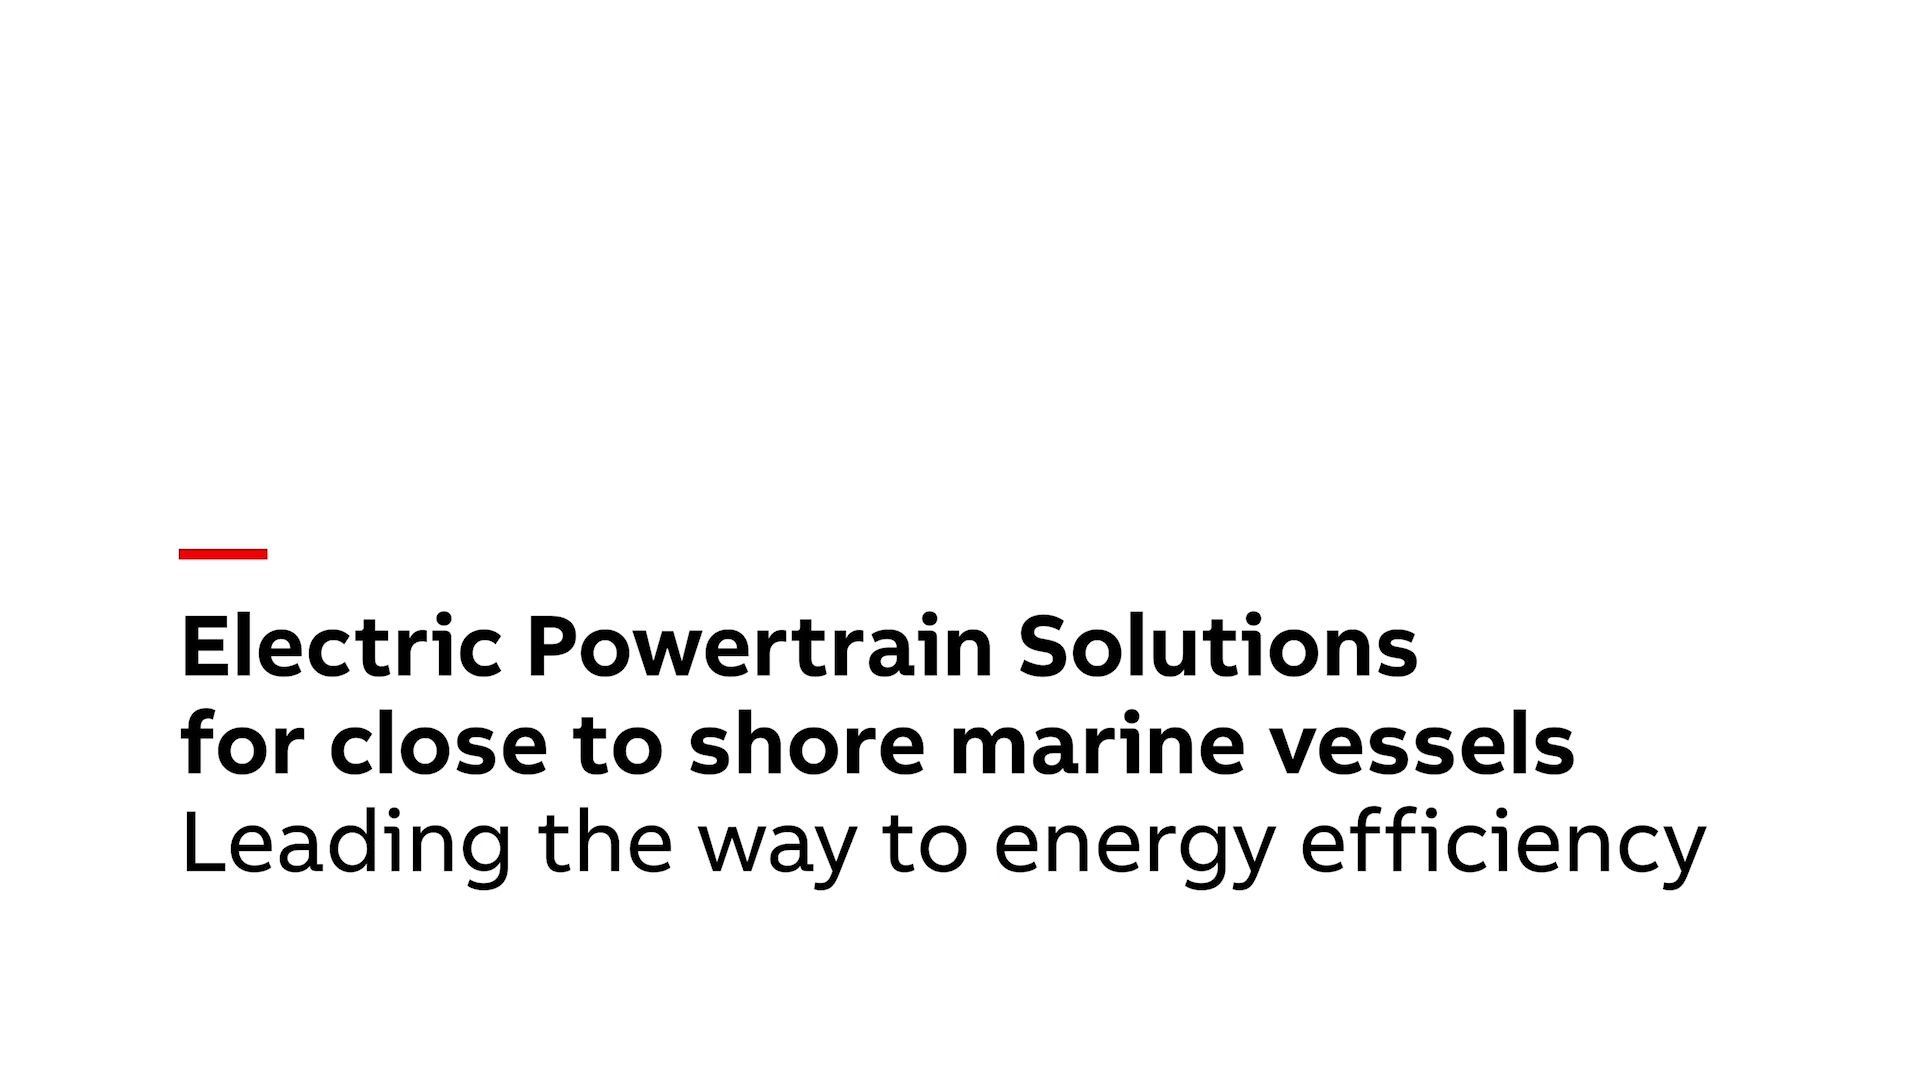 Electric Powertrain Solutions
for close to shore marine vessels
Leading the way to energy efficiency